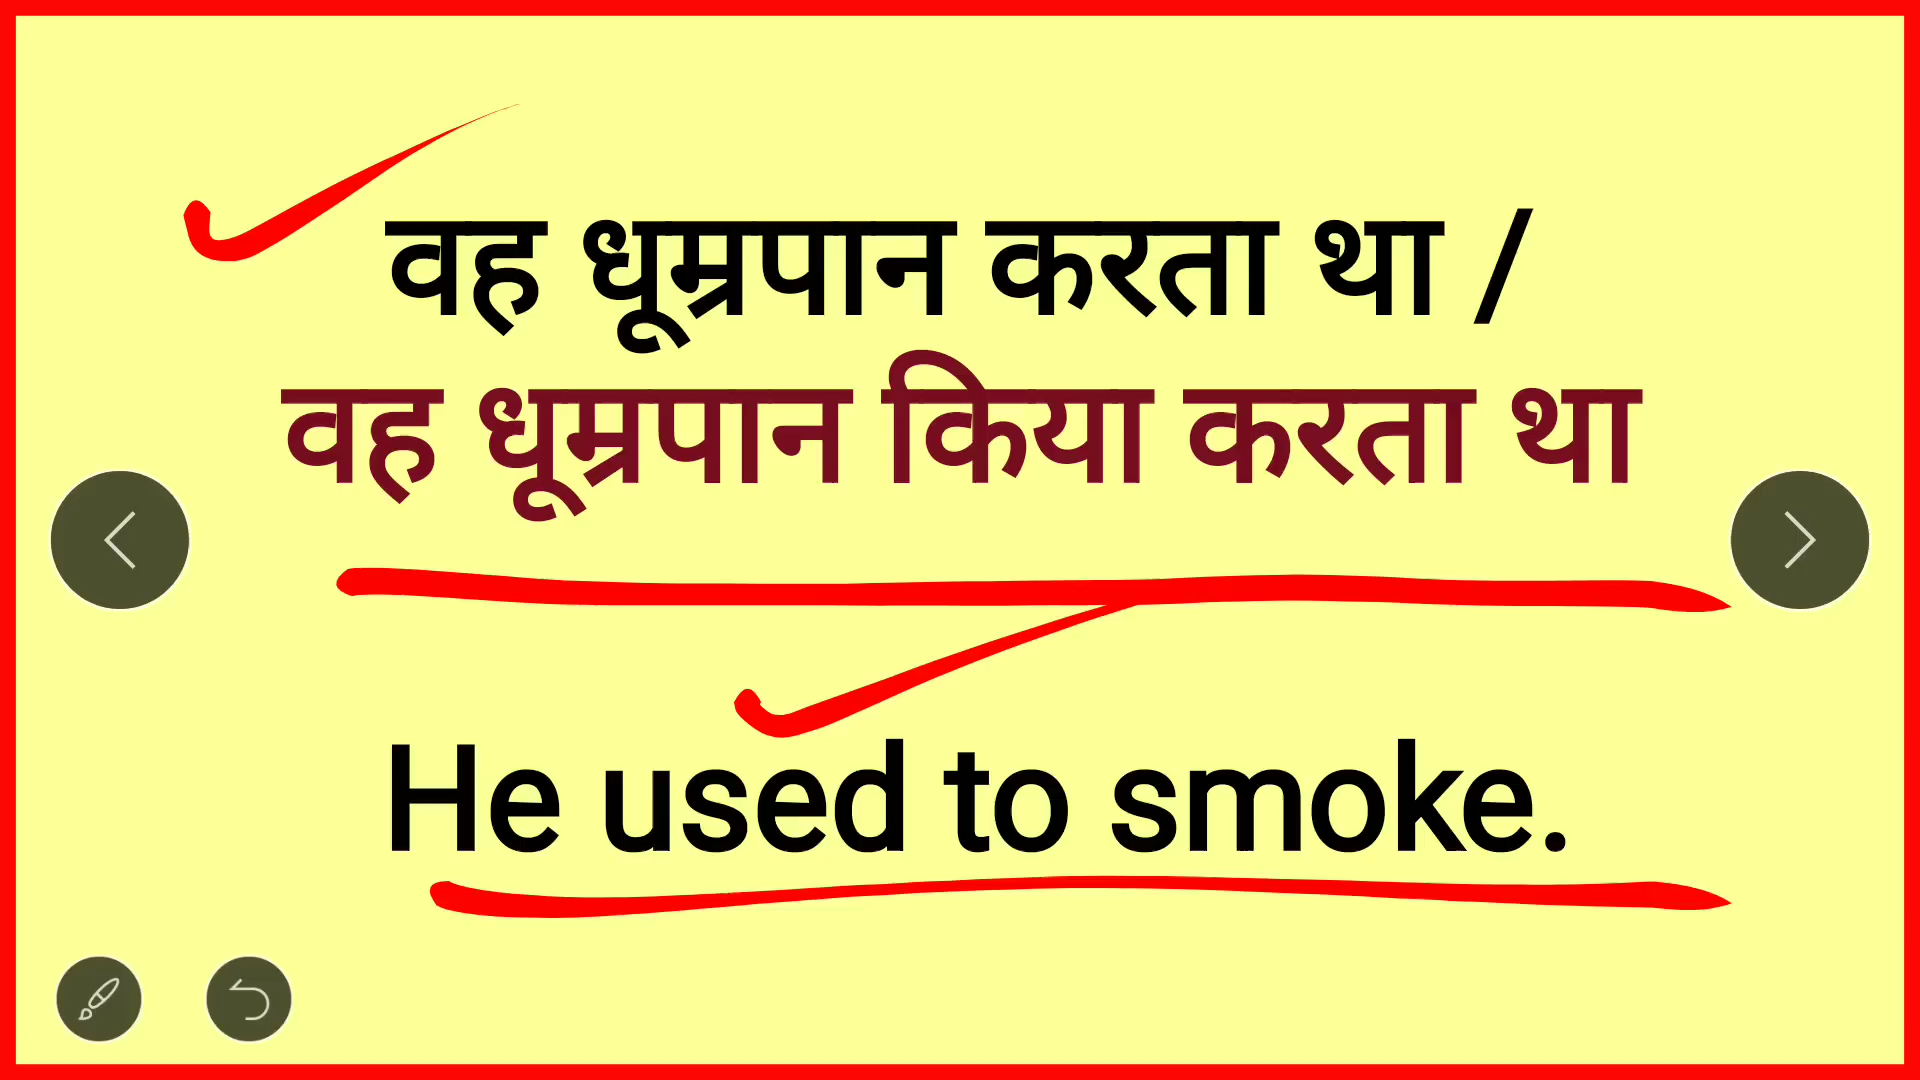 वह धूम्रपान करता था /
वह धूम्रपान किया करता था
He used to smoke.